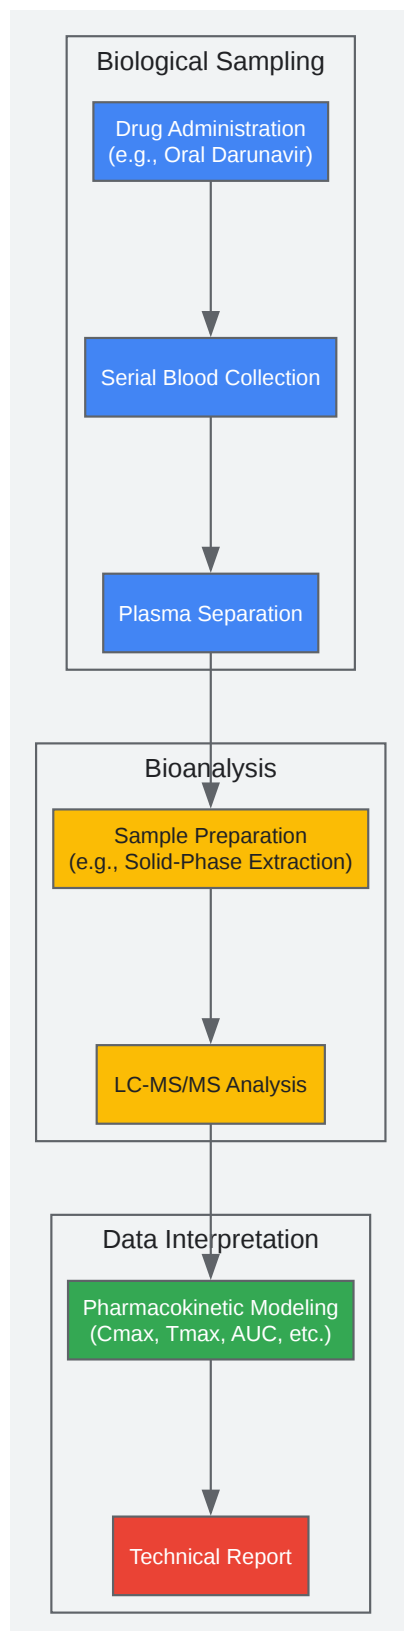 Biological Sampling
Drug Administration
(e.g., Oral Darunavir)
Serial Blood Collection
Plasma Separation
Bioanalysis
Sample Preparation
(e.g., Solid-Phase Extraction)
LC-MS/MS Analysis
Data Interpretation
Pharmacokinetic Modeling
(Cmax, Tmax, AUC, etc.)
Technical Report